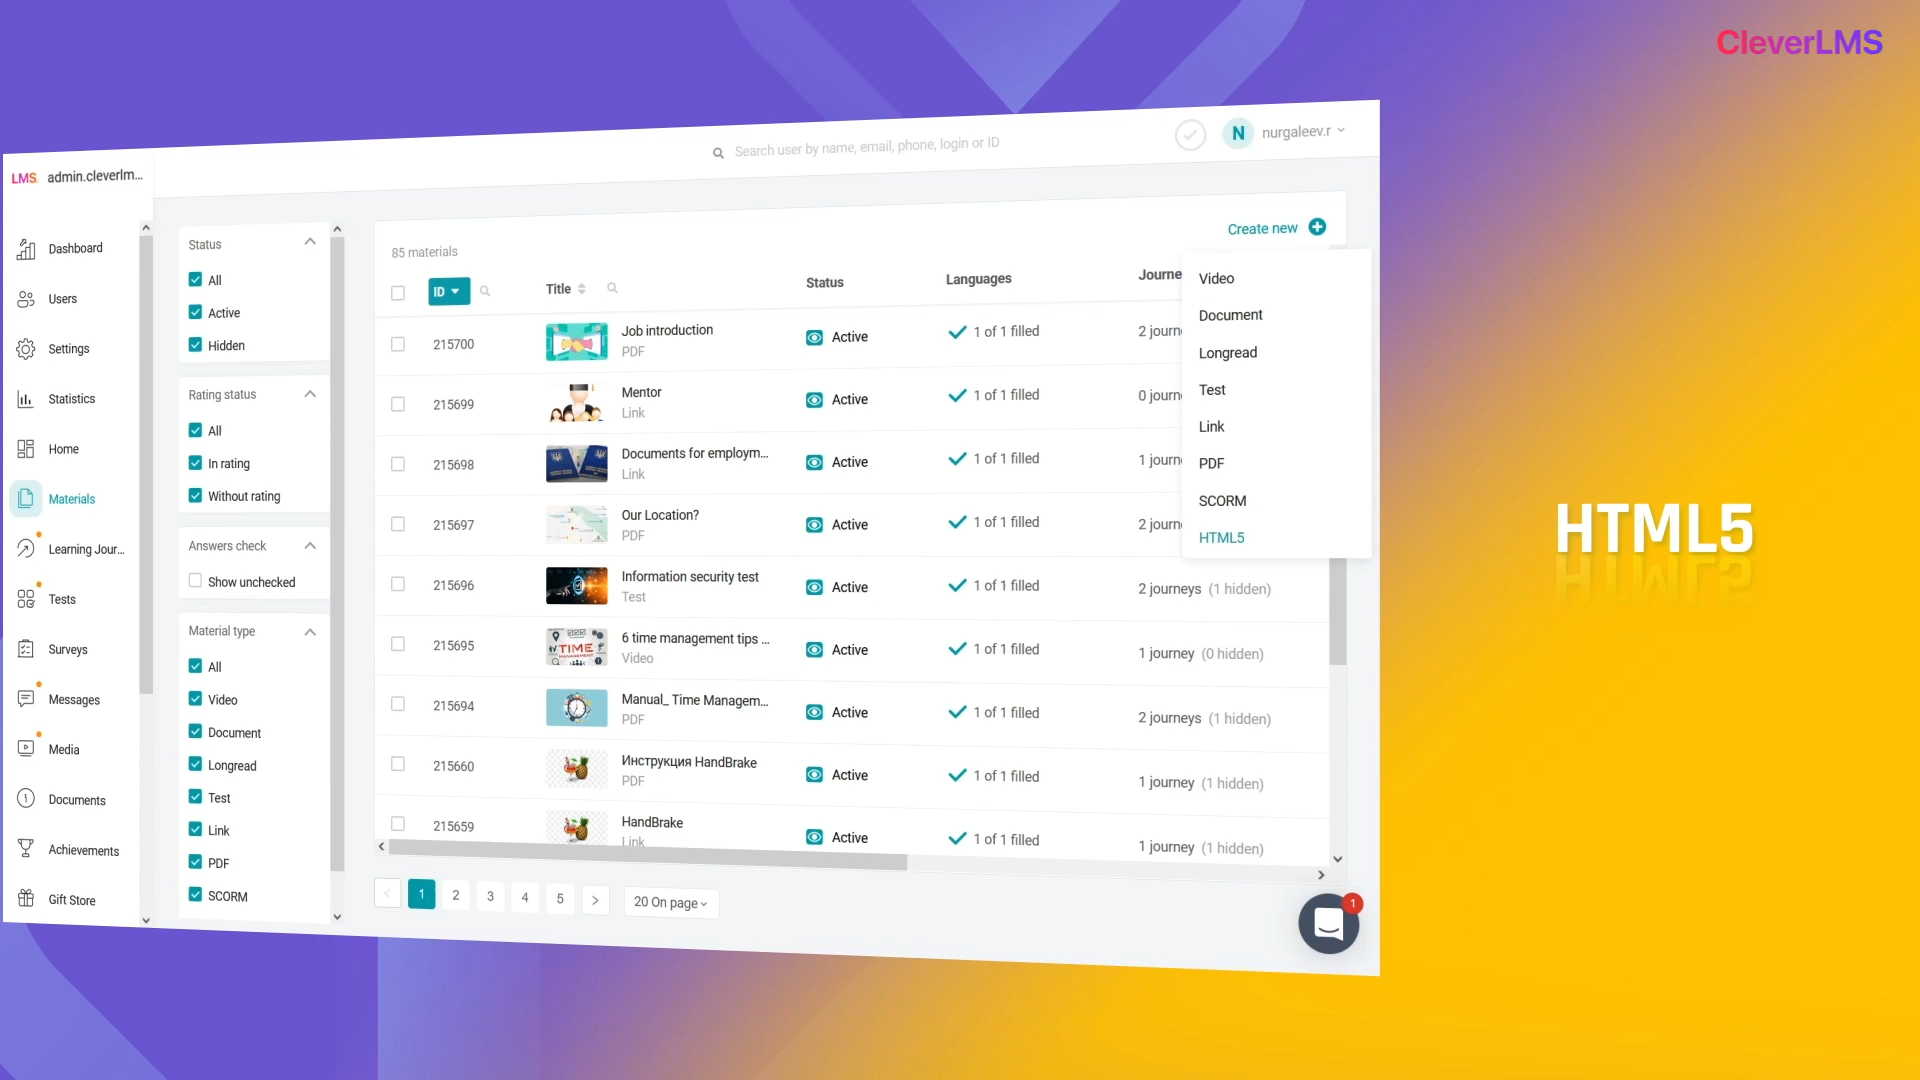 CleverLMS
LMS. admin.cleverlm...
Search user by name, email, phone, login or ID
N nurgaleev.r
Dashboard
Users
Settings
Statistics
Home
Materials
Learning Jour...
Tests
Surveys
Messages
Media
Documents
Achievements
Gift Store
Status
All
Active
Hidden
Rating status
All
In rating
Without rating
Answers check
Show unchecked
Material type
All
Video
Document
Longread
Test
Link
PDF
SCORM
Create new
85 materials
ID Title Status Languages Journe
215700 Job introduction Active 1 of 1 filled 2 journ
PDF
215699 Mentor Active 1 of 1 filled 0 journ
Link
215698 Documents for employm... Active 1 of 1 filled 1 journ
Link
215697 Our Location? Active 1 of 1 filled 2 journ
PDF
215696 Information security test Active 1 of 1 filled 2 journeys (1 hidden)
Test
215695 TIME 6 time management tips ... Active 1 of 1 filled 1 journey (0 hidden)
Video
215694 Manual_ Time Managem... Active 1 of 1 filled 2 journeys (1 hidden)
PDF
215660 Инструкция HandBrake Active 1 of 1 filled 1 journey (1 hidden)
PDF
215659 HandBrake Active 1 of 1 filled 1 journey (1 hidden)
Link
1 2 3 4 5 20 On page
Video
Document
Longread
Test
Link
PDF
SCORM
HTML5
1
HTML5